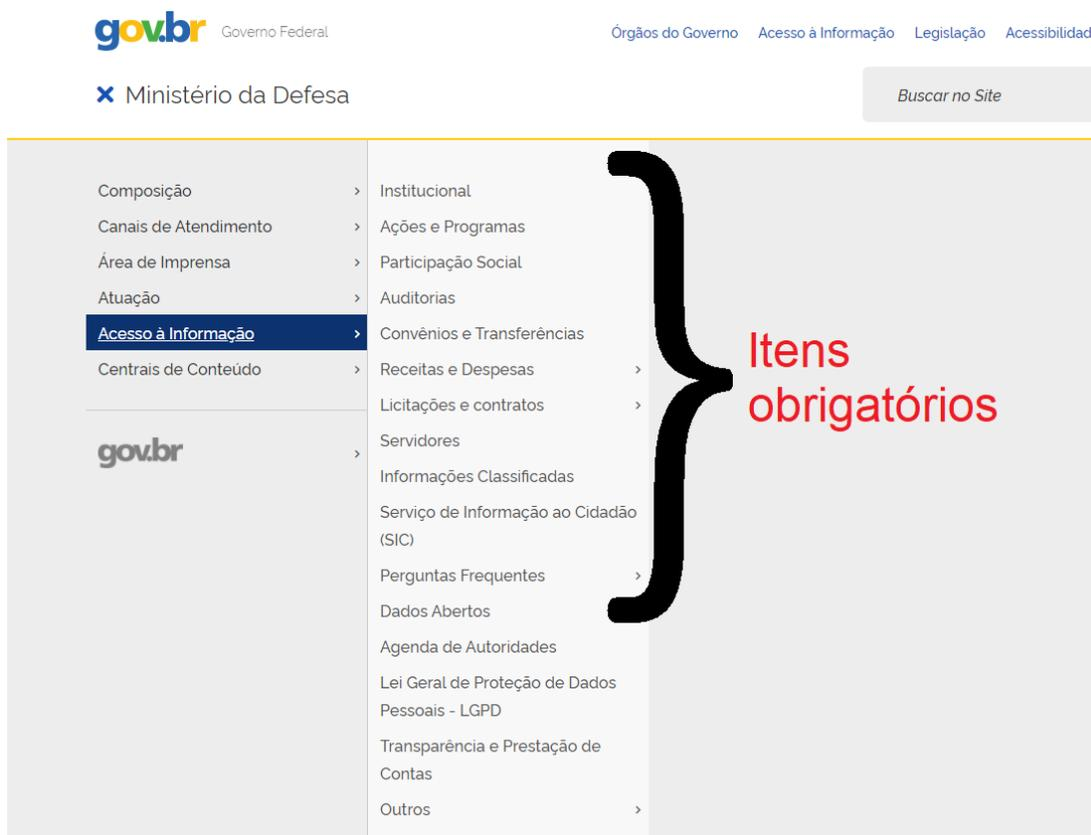 gov.br Governo Federal
Órgãos do Governo Acesso à Informação Legislação Acessibilidad
Ministério da Defesa
Buscar no Site
Composição
Canais de Atendimento
Área de Imprensa
Atuação
Acesso à Informação
Centrais de Conteúdo
gov.br
Institucional
Ações e Programas
Participação Social
Auditorias
Convênios e Transferências
Receitas e Despesas
Licitações e contratos
Servidores
Informações Classificadas
Serviço de Informação ao Cidadão
(SIC)
Perguntas Frequentes
Dados Abertos
Agenda de Autoridades
Lei Geral de Proteção de Dados
Pessoais - LGPD
Transparência e Prestação de
Contas
Outros
Itens
obrigatórios